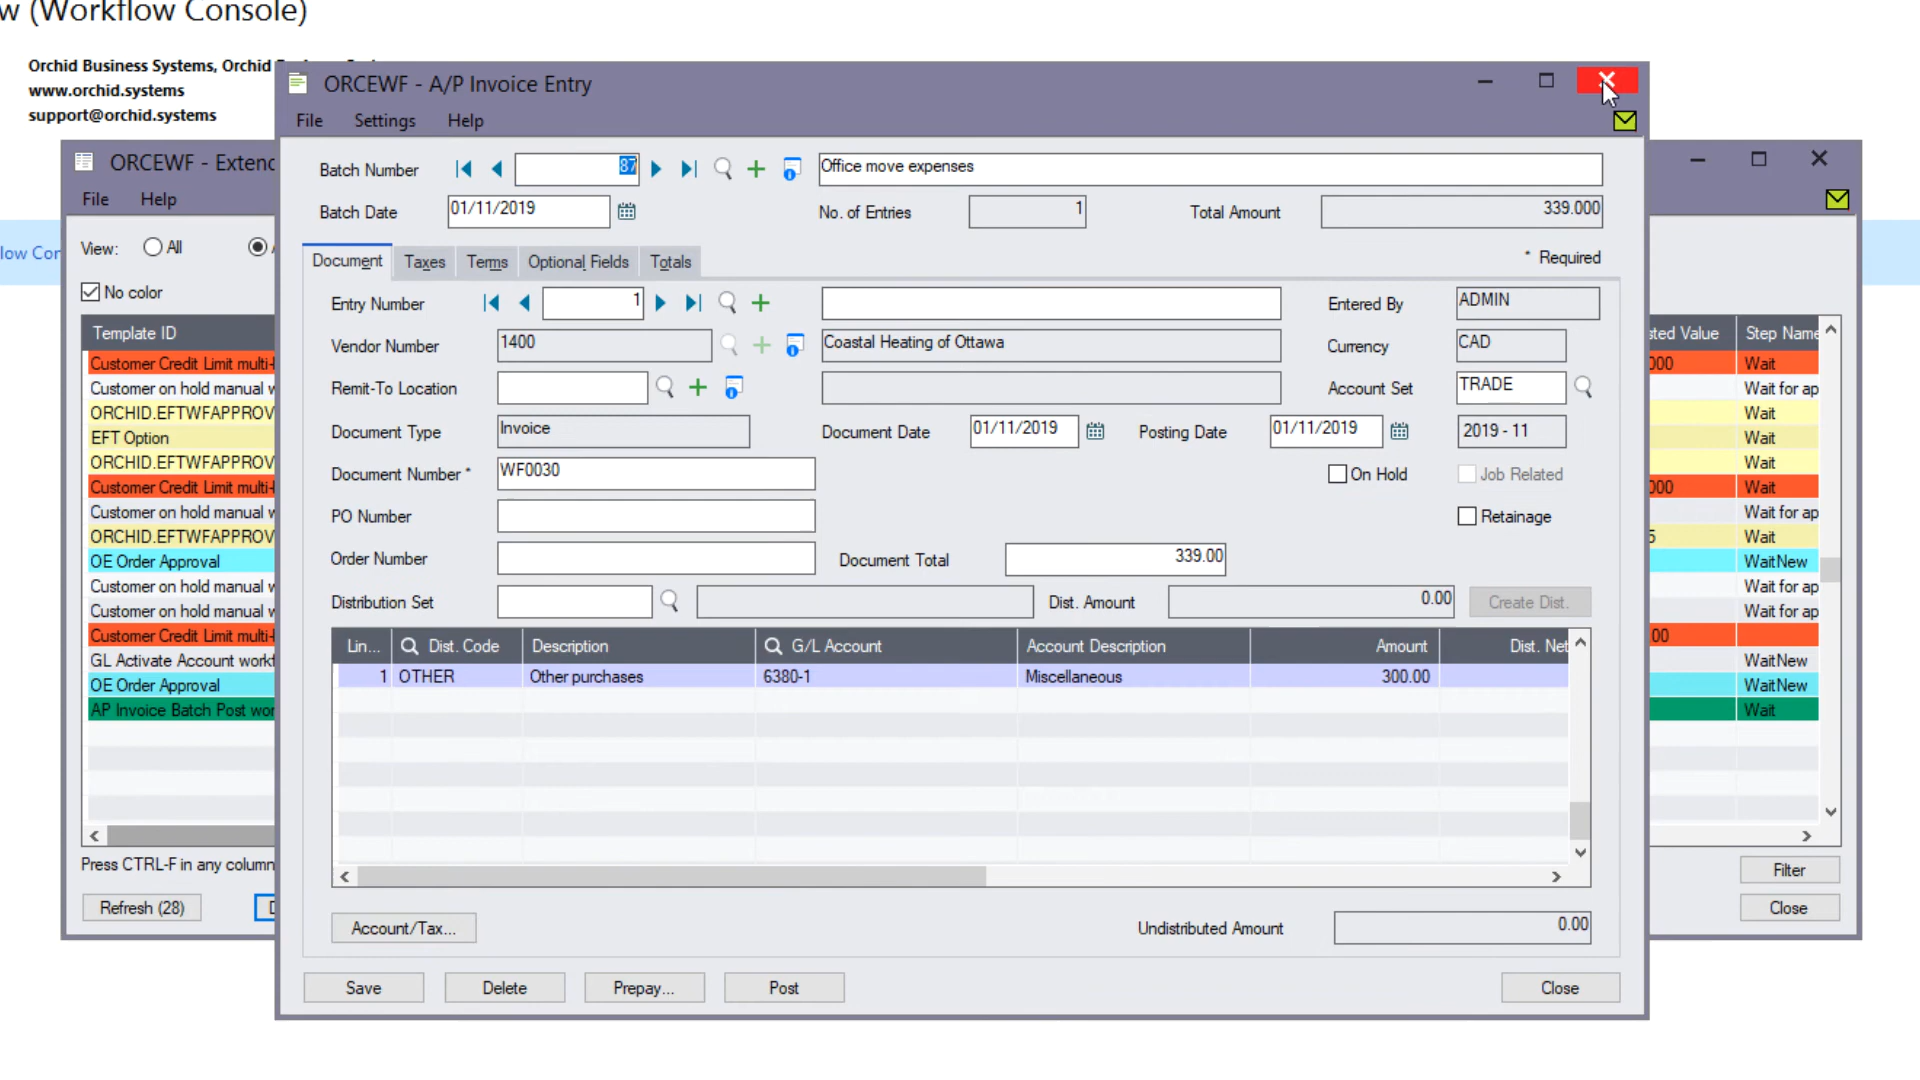 w (Workflow Console)
Orchid Business Systems, Orchid
www.orchid.systems
support@orchid.systems
ORCEWF - A/P Invoice Entry
File Settings Help
ORCEWF - Extend
File Help
View: All
No color
Template ID
Customer Credit Limit multi-
Customer on hold manual
ORCHID.EFTWFAPPROV
EFT Option
ORCHID.EFTWFAPPROV
Customer Credit Limit multi-
Customer on hold manual
ORCHID.EFTWFAPPROV
OE Order Approval
Customer on hold manual
Customer on hold manual
Customer Credit Limit multi-
GL Activate Account workf
OE Order Approval
AP Invoice Batch Post wor
Press CTRL-F in any column
Refresh (28)
low Con
Batch Number 87 Office move expenses
Batch Date 01/11/2019 No. of Entries 1 Total Amount 339.000
Document Taxes Terms Optional Fields Totals * Required
Entry Number 1 Entered By ADMIN
Vendor Number 1400 Coastal Heating of Ottawa Currency CAD
Remit-To Location Account Set TRADE
Document Type Invoice Document Date 01/11/2019 Posting Date 01/11/2019 2019 - 11
Document Number * WF0030 On Hold Job Related
PO Number Retainage
Order Number Document Total 339.00
Distribution Set Dist. Amount 0.00 Create Dist.
Lin... Dist. Code Description G/L Account Account Description Amount Dist. Net
1 OTHER Other purchases 6380-1 Miscellaneous 300.00
Account/Tax... Undistributed Amount 0.00
Save Delete Prepay... Post Close
sted Value Step Name
000 Wait
Wait for ap
Wait
Wait
Wait
000 Wait
Wait for ap
5 Wait
WaitNew
Wait for ap
Wait for ap
00
WaitNew
WaitNew
Wait
Filter
Close